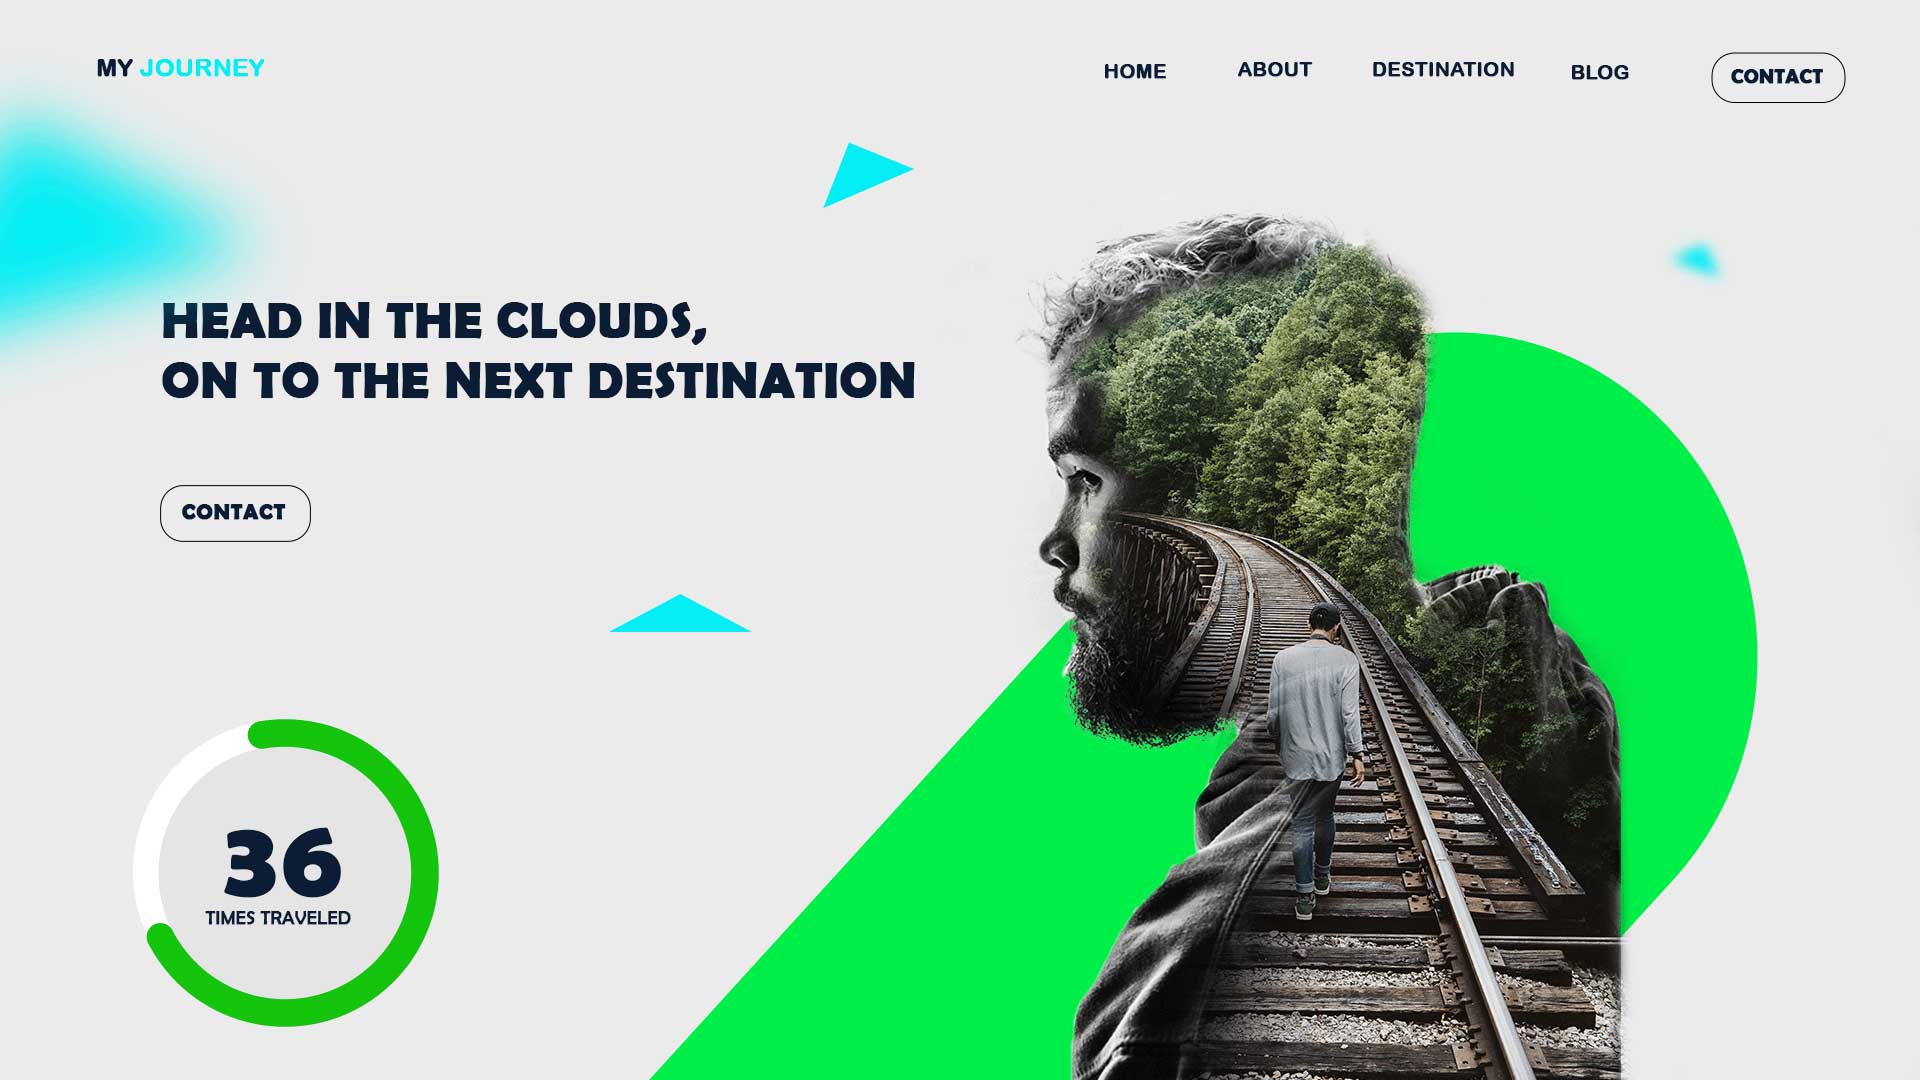 MY JOURNEY
HOME
ABOUT
DESTINATION
BLOG
CONTACT
HEAD IN THE CLOUDS,
ON TO THE NEXT DESTINATION
CONTACT
36
TIMES TRAVELED